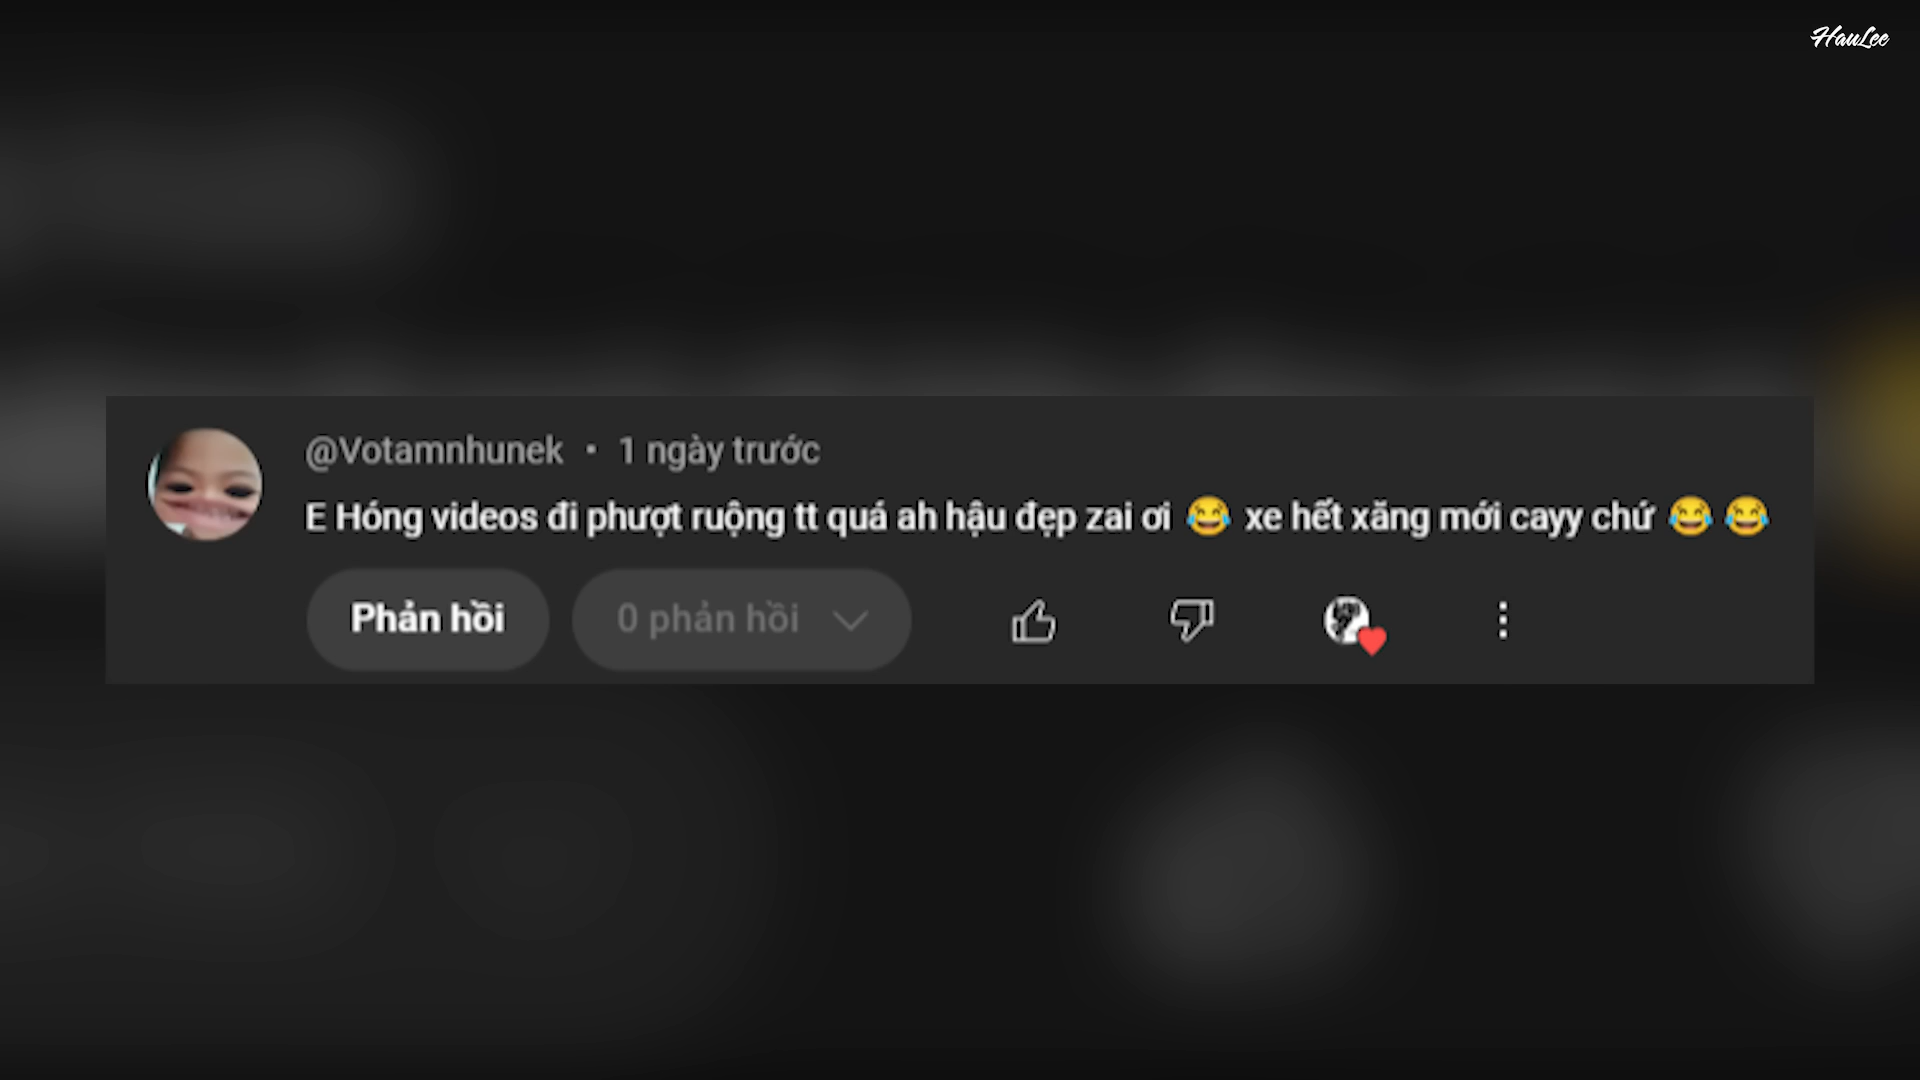 HauLee
@Votamnhunek • 1 ngày trước
E Hóng videos đi phượt ruộng tt quá ah hậu đẹp zai ơi 😂 xe hết xăng mới cayy chứ 😂 😂
Phản hồi
0 phản hồi